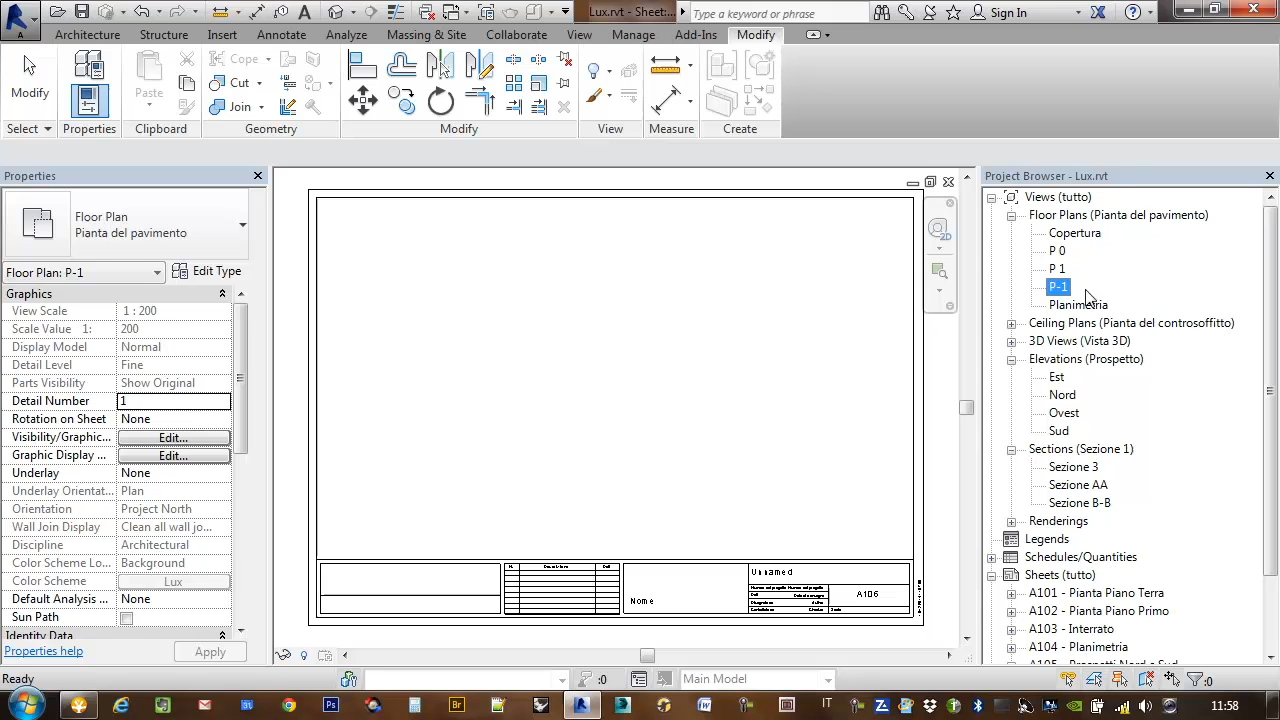 Lux.rvt - Sheet:...
Type a keyword or phrase
Sign In
A
Architecture
Structure
Insert
Annotate
Analyze
Massing & Site
Collaborate
View
Manage
Add-Ins
Modify
Modify
Paste
Cope
Cut
Join
Select
Properties
Clipboard
Geometry
Modify
View
Measure
Create
Properties
Floor Plan
Pianta del pavimento
Floor Plan: P-1
Edit Type
Graphics
View Scale 1 : 200
Scale Value 1: 200
Display Model Normal
Detail Level Fine
Parts Visibility Show Original
Detail Number 1
Rotation on Sheet None
Visibility/Graphic... Edit...
Graphic Display ... Edit...
Underlay None
Underlay Orientat... Plan
Orientation Project North
Wall Join Display Clean all wall jo...
Discipline Architectural
Color Scheme Lo... Background
Color Scheme Lux
Default Analysis ... None
Sun Path
Identity Data
Properties help
Apply
2D
Nome
Unnamed
A106
Project Browser - Lux.rvt
Views (tutto)
Floor Plans (Pianta del pavimento)
Copertura
P 0
P 1
P-1
Planimetria
Ceiling Plans (Pianta del controsoffitto)
3D Views (Vista 3D)
Elevations (Prospetto)
Est
Nord
Ovest
Sud
Sections (Sezione 1)
Sezione 3
Sezione AA
Sezione B-B
Renderings
Legends
Schedules/Quantities
Sheets (tutto)
A101 - Pianta Piano Terra
A102 - Pianta Piano Primo
A103 - Interrato
A104 - Planimetria
A105 - Prospetti Nord e Sud
Ready
:0
Main Model
:0
Ps
Br
IT
11:58